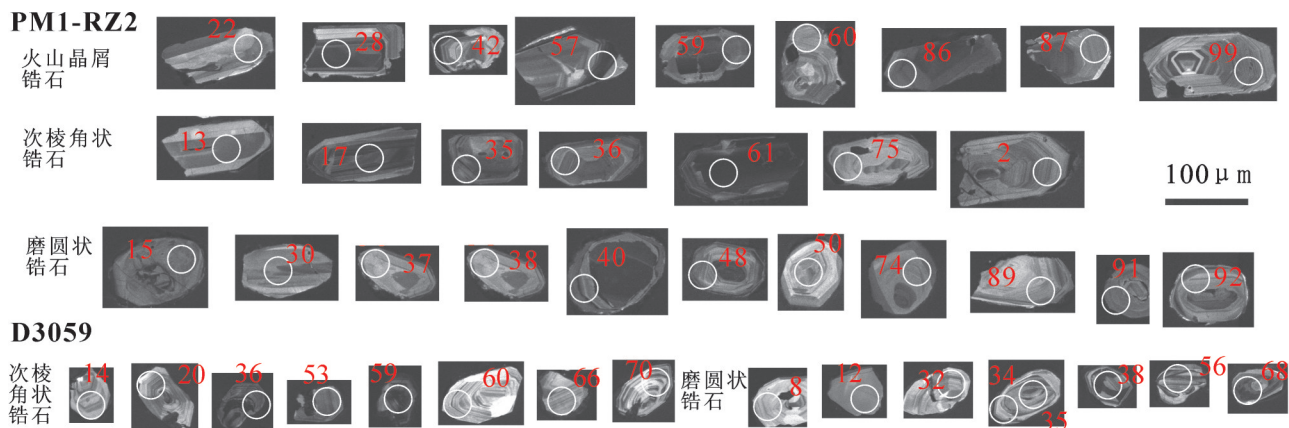 PM1-RZ2
火山晶屑
锆石
22 28 42 57 59 60 86 87 99
次棱角状
锆石
13 17 35 36 61 75 2
100μm
磨圆状
锆石
15 30 37 38 40 48 50 74 89 91 92
D3059
次棱
角状
锆石
14 20 36 53 59 60 66 70
磨圆状
锆石
8 12 32 34 35 38 56 68